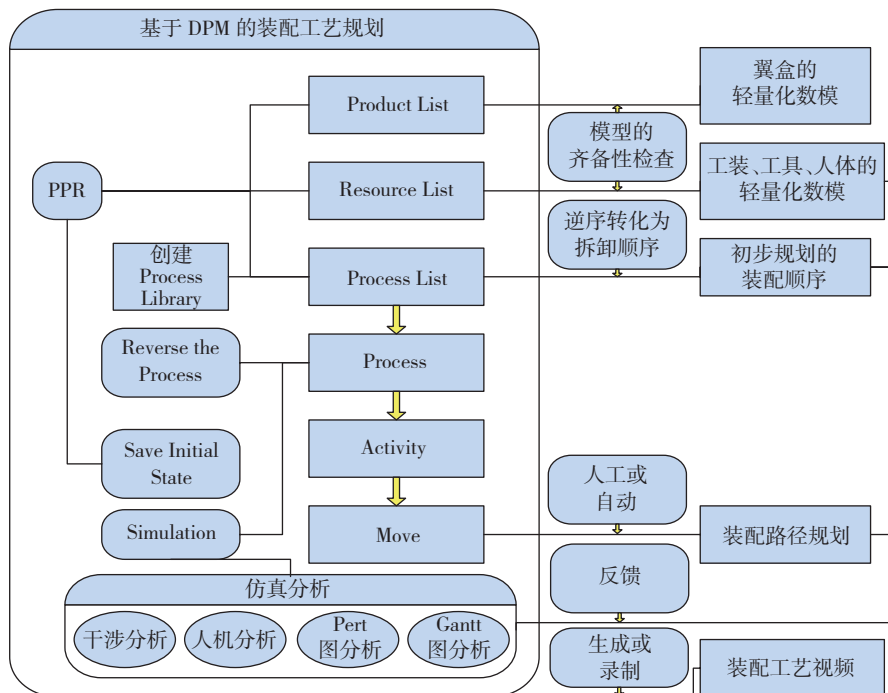 基于 DPM 的装配工艺规划
Product List
翼盒的
轻量化数模
模型的
齐备性检查
PPR
Resource List
工装、工具、人体的
轻量化数模
逆序转化为
拆卸顺序
创建
Process
Library
Process List
初步规划的
装配顺序
Reverse the
Process
Process
Save Initial
State
Activity
人工或
自动
Simulation
Move
装配路径规划
反馈
仿真分析
干涉分析
人机分析
Pert
图分析
Gantt
图分析
生成或
录制
装配工艺视频